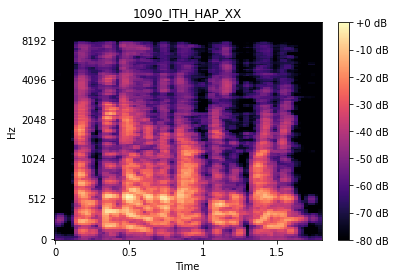 1090_ITH_HAP_XX
+0 dB
8192
-10 dB
4096
-20 dB
-30 dB
2048
Hz
-40 dB
1024
-50 dB
512
-60 dB
-70 dB
0
-80 dB
0
0.5
1
1.5
Time